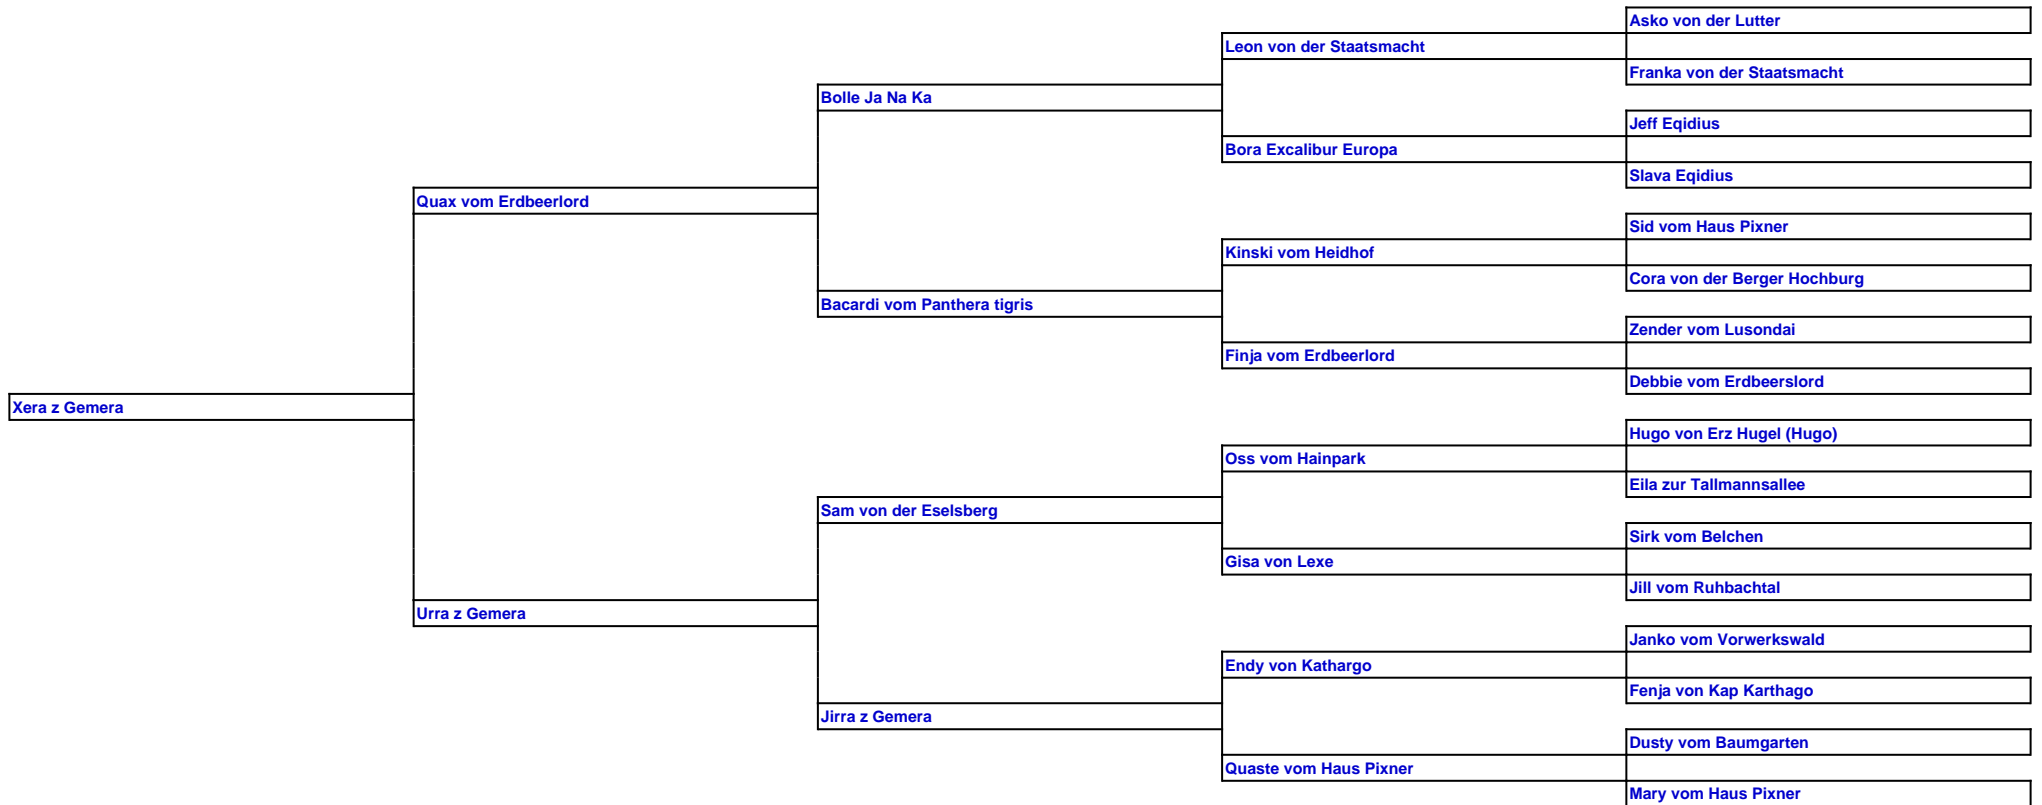 Asko von der Lutter
Leon von der Staatsmacht
Franka von der Staatsmacht
Bolle Ja Na Ka
Jeff Eqidius
Bora Excalibur Europa
Slava Eqidius
Quax vom Erdbeerlord
Sid vom Haus Pixner
Kinski vom Heidhof
Cora von der Berger Hochburg
Bacardi vom Panthera tigris
Zender vom Lusondai
Finja vom Erdbeerlord
Debbie vom Erdbeerslord
Xera z Gemera
Hugo von Erz Hugel (Hugo)
Oss vom Hainpark
Eila zur Tallmannsallee
Sam von der Eselsberg
Sirk vom Belchen
Gisa von Lexe
Jill vom Ruhbachtal
Urra z Gemera
Janko vom Vorwerkswald
Endy von Kathargo
Fenja von Kap Karthago
Jirra z Gemera
Dusty vom Baumgarten
Quaste vom Haus Pixner
Mary vom Haus Pixner